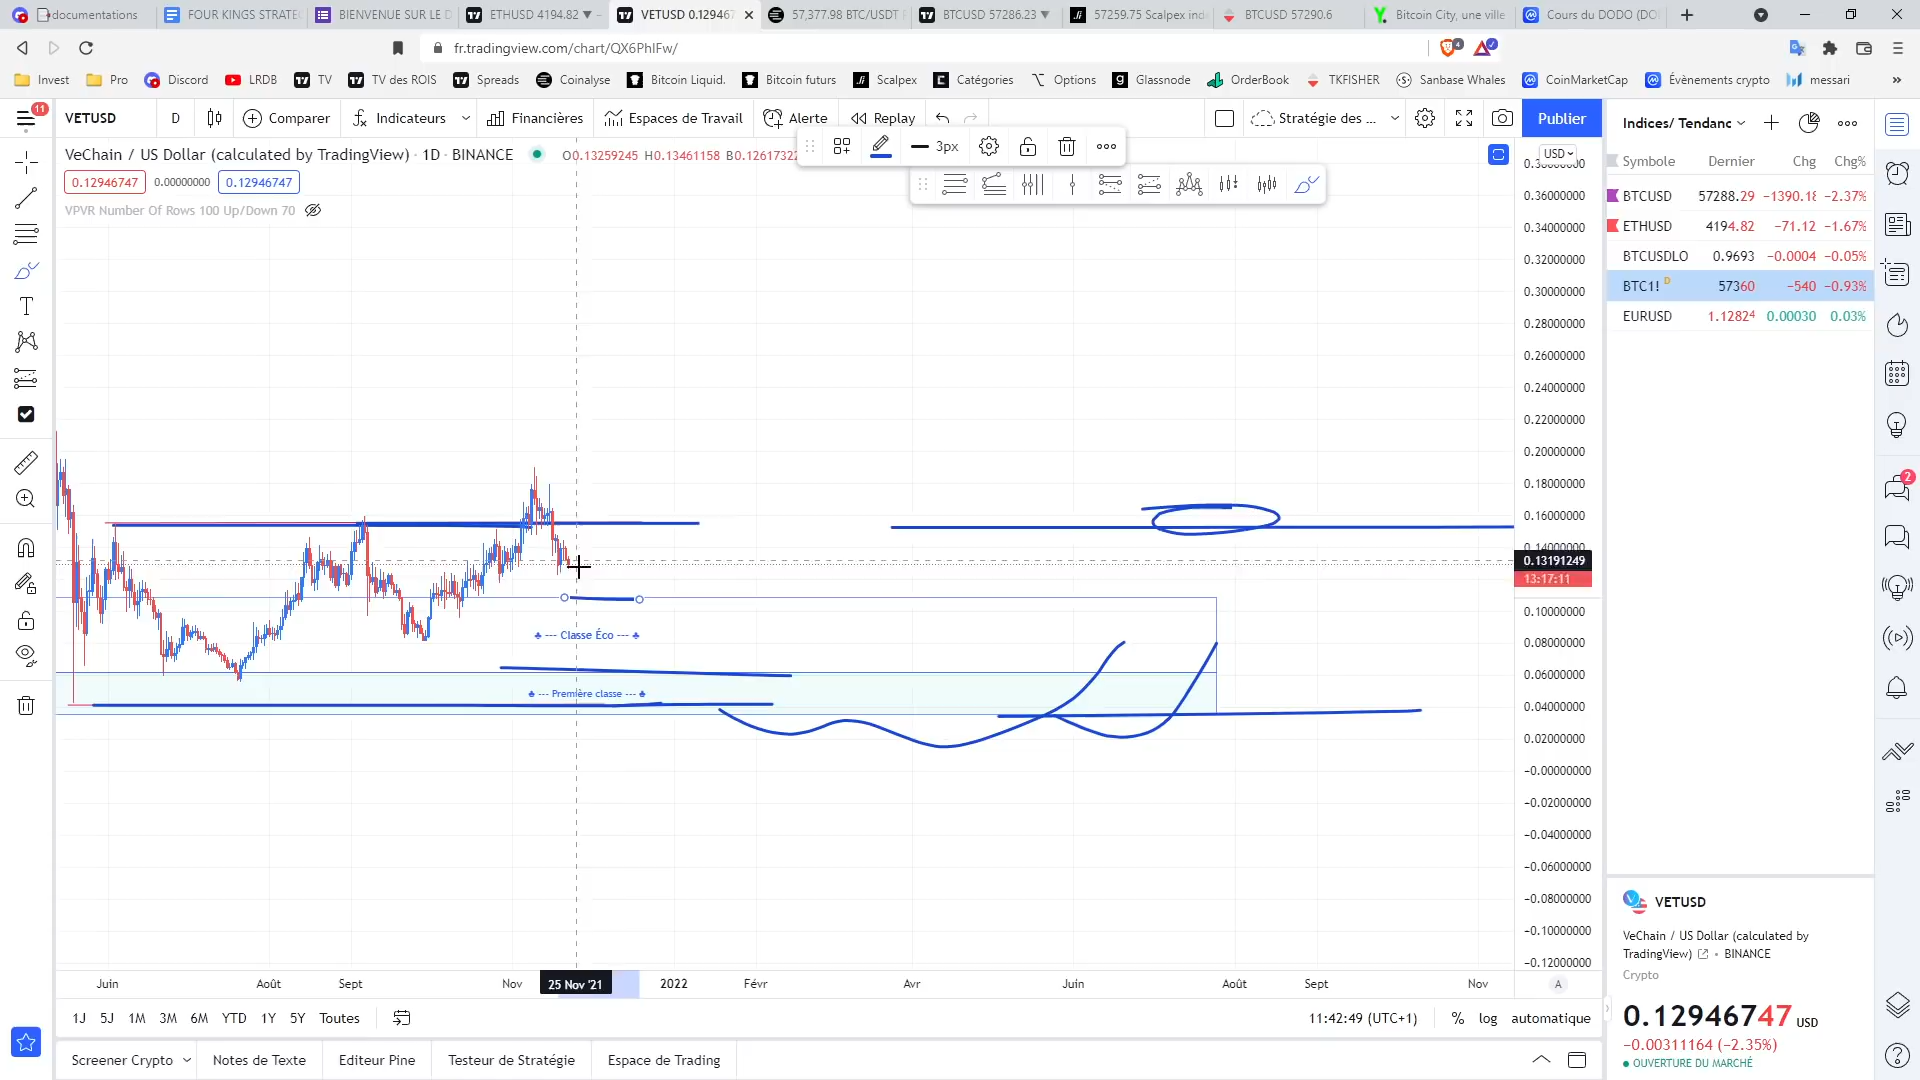 documentations
FOUR KINGS STRATE
BIENVENUE SUR LE D
ETHUSD 4194.82 ▼ −
VETUSD 0.129467
57,377.98 BTC/USDT
BTCUSD 57286.23 ▼
57259.75 Scalpex ind
BTCUSD 57290.6
Bitcoin City, une ville
Cours du DODO (DO
fr.tradingview.com/chart/QX6PhIFw/
Invest
Pro
Discord
LRDB
TV
TV des ROIS
Spreads
Coinalyse
Bitcoin Liquid.
Bitcoin futurs
Scalpex
Catégories
Options
Glassnode
OrderBook
TKFISHER
Sanbase Whales
CoinMarketCap
Évènements crypto
messari
11
VETUSD
D
Comparer
Indicateurs
Financières
Espaces de Travail
Alerte
Replay
Stratégie des ...
Publier
3px
VeChain / US Dollar (calculated by TradingView) · 1D · BINANCE
O0.13259245 H0.13461158 B0.12617322
0.12946747
0.00000000
0.12946747
VPVR Number Of Rows 100 Up/Down 70
♣ --- Classe Éco --- ♣
♣ --- Première classe --- ♣
USD
0.36000000
0.34000000
0.32000000
0.30000000
0.28000000
0.26000000
0.24000000
0.22000000
0.20000000
0.18000000
0.16000000
0.14000000
0.13191249
13:17:11
0.10000000
0.08000000
0.06000000
0.04000000
0.02000000
−0.00000000
−0.02000000
−0.04000000
−0.06000000
−0.08000000
−0.10000000
−0.12000000
Juin
Août
Sept
Nov
25 Nov '21
2022
Févr
Avr
Juin
Août
Sept
Nov
A
1J
5J
1M
3M
6M
YTD
1Y
5Y
Toutes
11:42:49 (UTC+1)
%
log
automatique
Screener Crypto
Notes de Texte
Editeur Pine
Testeur de Stratégie
Espace de Trading
Indices/ Tendanc
Symbole Dernier Chg Chg%
BTCUSD 57288.29 −1390.18 −2.37%
ETHUSD 4194.82 −71.12 −1.67%
BTCUSDLO 0.9693 −0.0004 −0.05%
BTC1! D 57360 −540 −0.93%
EURUSD 1.12824 0.00030 0.03%
2
VETUSD
VeChain / US Dollar (calculated by
TradingView) • BINANCE
Crypto
0.12946747 USD
−0.00311164 (−2.35%)
OUVERTURE DU MARCHÉ